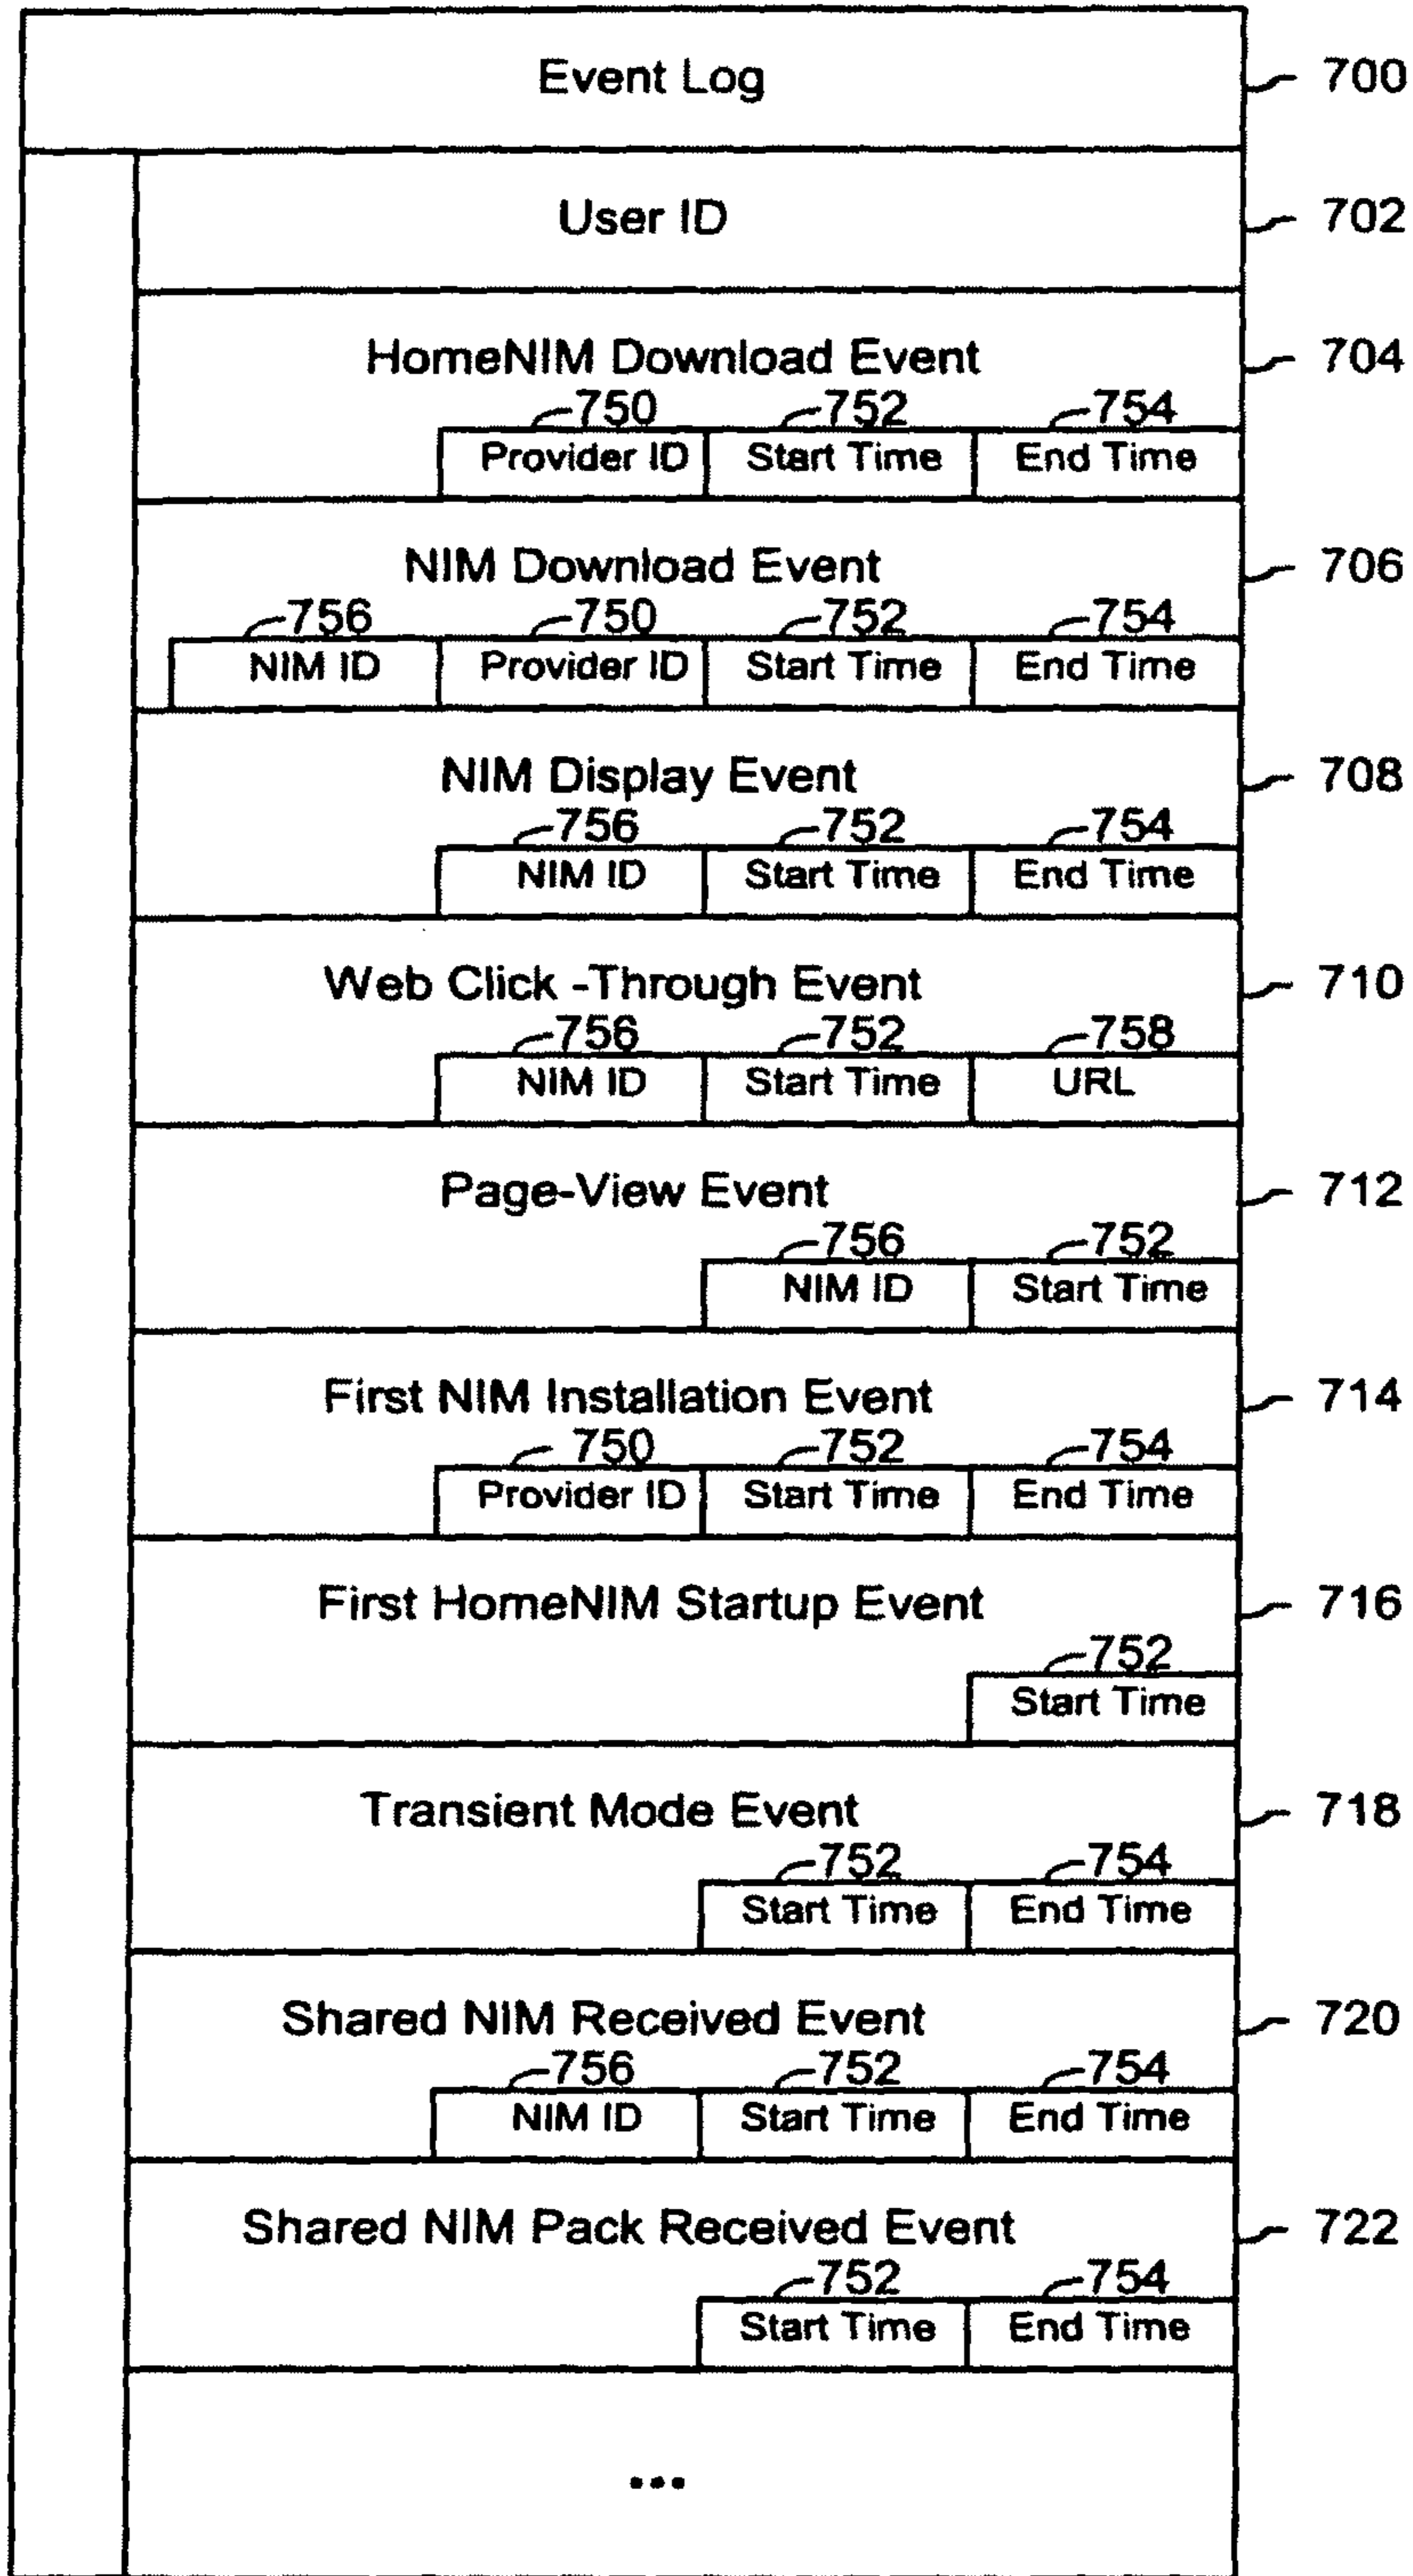 Event Log 700
User ID 702
HomeNIM Download Event 704
750 752 754
Provider ID Start Time End Time
NIM Download Event 706
756 750 752 754
NIM ID Provider ID Start Time End Time
NIM Display Event 708
756 752 754
NIM ID Start Time End Time
Web Click -Through Event 710
756 752 758
NIM ID Start Time URL
Page-View Event 712
756 752
NIM ID Start Time
First NIM Installation Event 714
750 752 754
Provider ID Start Time End Time
First HomeNIM Startup Event 716
752
Start Time
Transient Mode Event 718
752 754
Start Time End Time
Shared NIM Received Event 720
756 752 754
NIM ID Start Time End Time
Shared NIM Pack Received Event 722
752 754
Start Time End Time
...